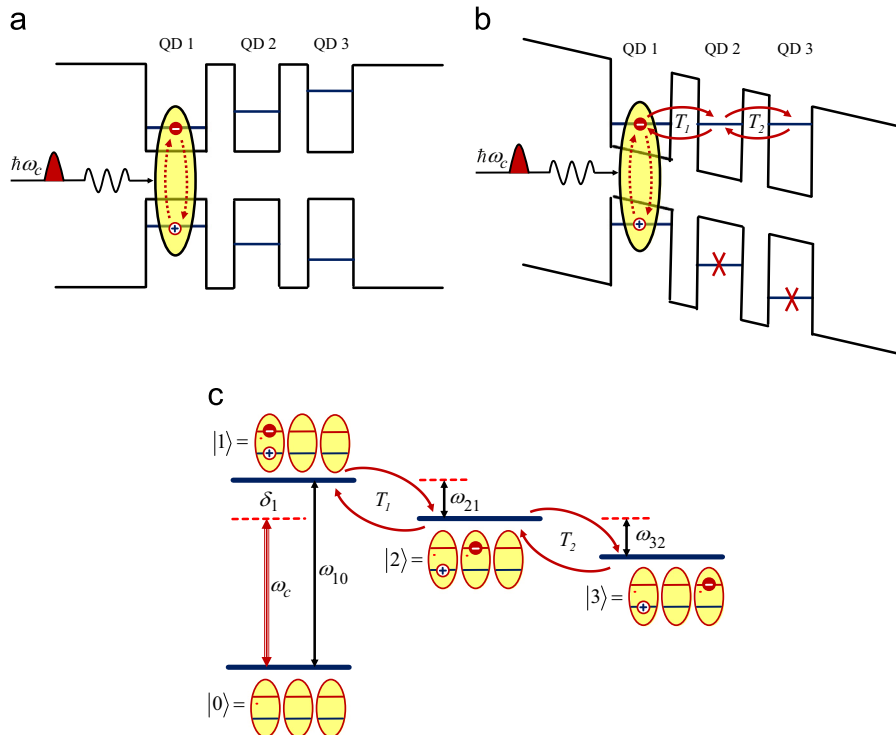 a
QD 1 QD 2 QD 3
ħω_c
b
QD 1 QD 2 QD 3
T_1 T_2
ħω_c
c
|1⟩=
δ_1 T_1 ω_21
ω_c ω_10 |2⟩= T_2 ω_32
|3⟩=
|0⟩=